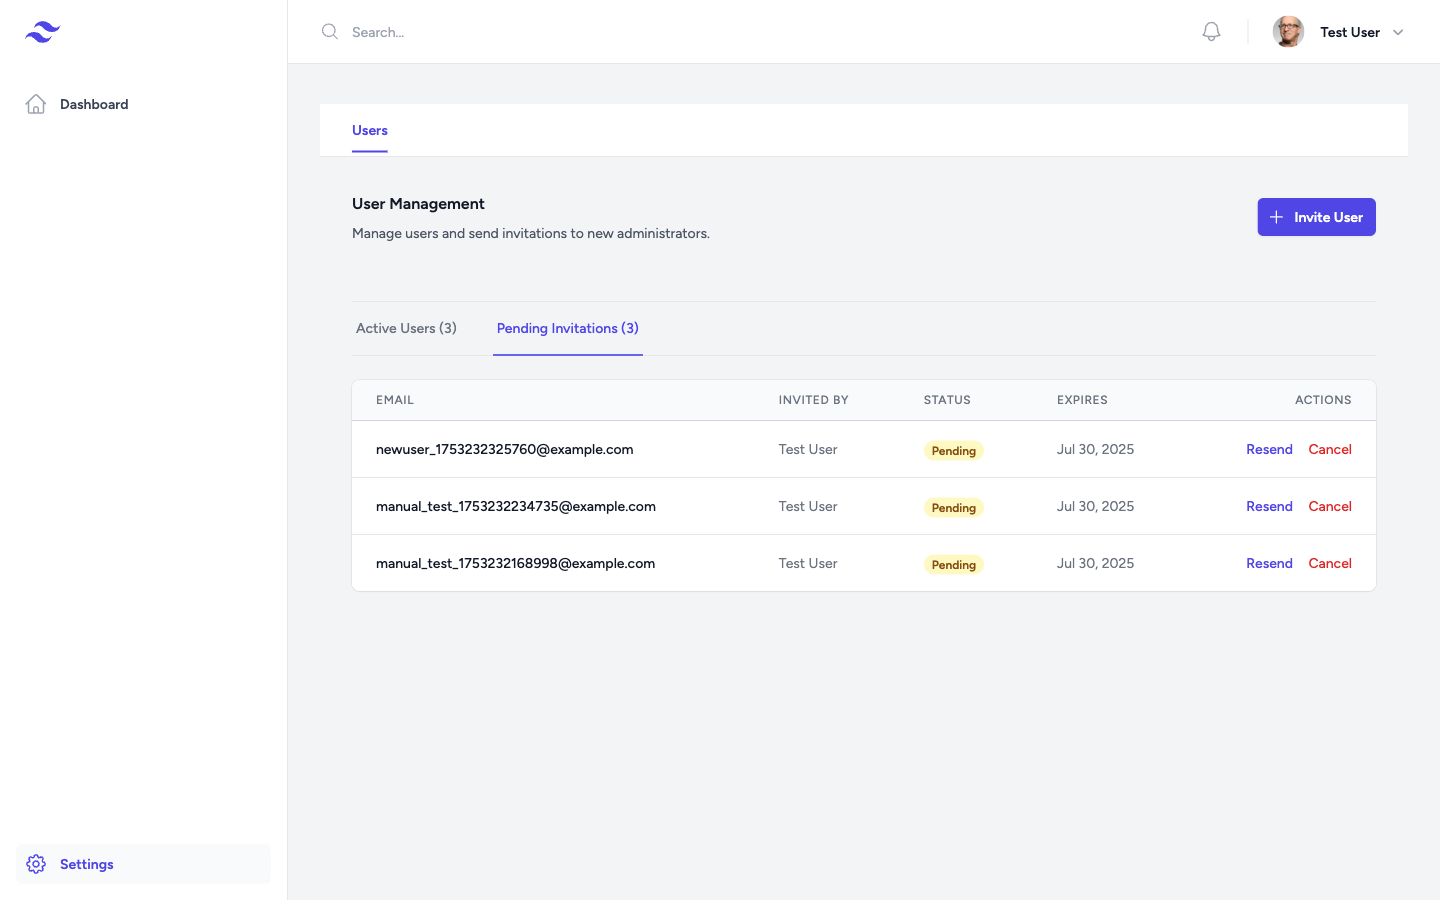 Search...
Test User
Dashboard
Users
User Management
Manage users and send invitations to new administrators.
Invite User
Active Users (3)
Pending Invitations (3)
EMAIL INVITED BY STATUS EXPIRES ACTIONS
newuser_1753232325760@example.com Test User Pending Jul 30, 2025 Resend Cancel
manual_test_1753232234735@example.com Test User Pending Jul 30, 2025 Resend Cancel
manual_test_1753232168998@example.com Test User Pending Jul 30, 2025 Resend Cancel
Settings